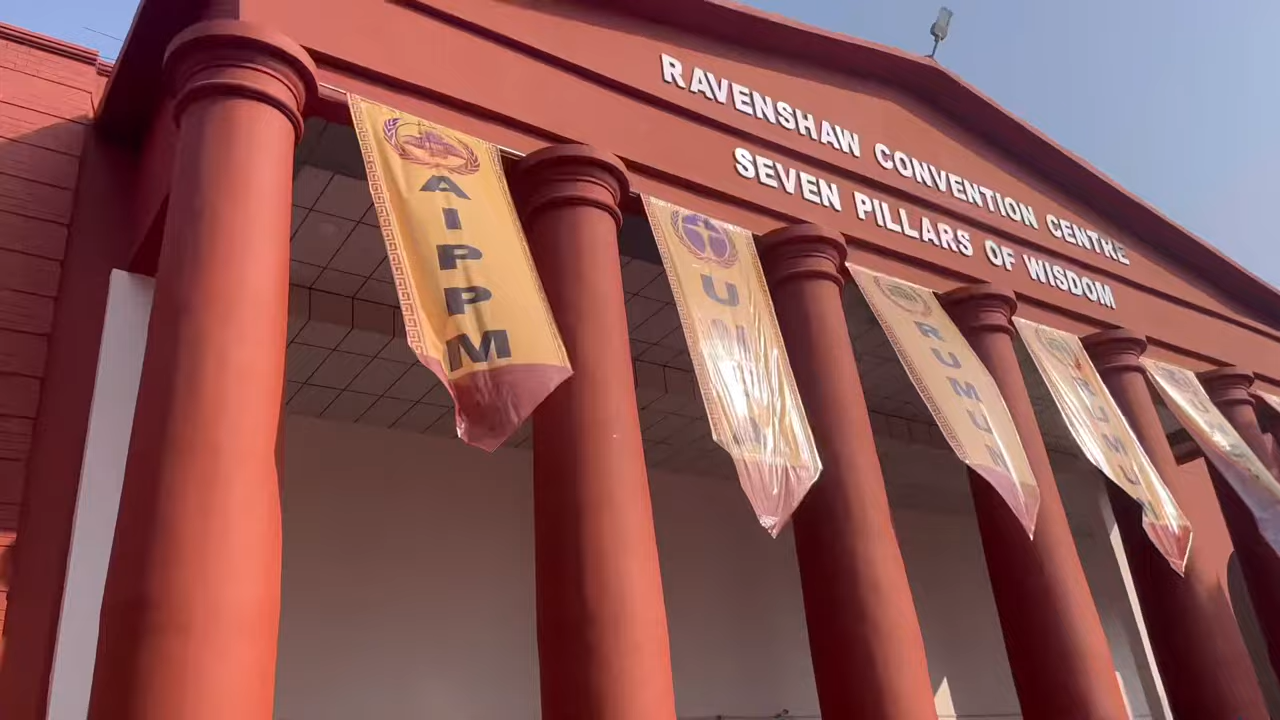 RAVENSHAW CONVENTION CENTRE
SEVEN PILLARS OF WISDOM
AIPPM
RUMUN